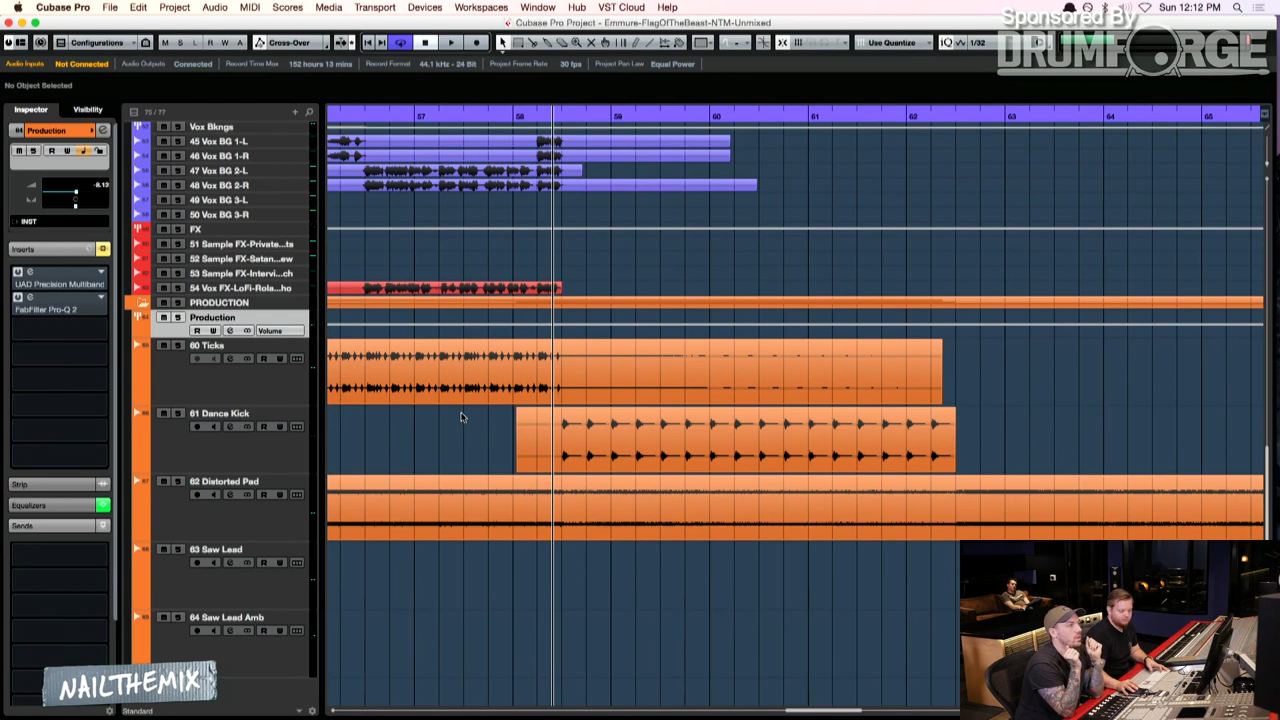 Cubase Pro File Edit Project Audio MIDI Scores Media Transport Devices Workspaces Window Hub VST Cloud Help Sun 12:12 PM
Cubase Pro Project - Emmure-FlagOfTheBeast-NTM-Unmixed
Sponsored By
DRUMFORGE
Configurations M S L R W A Cross-Over Use Quantize 1/32
Audio Inputs Not Connected Audio Outputs Connected Record Time Max 152 hours 13 mins Record Format 44.1 kHz - 24 Bit Project Frame Rate 30 fps Project Pan Law Equal Power
No Object Selected
Inspector Visibility 75 / 77
57 58 59 60 61 62 63 64 65
64 Production
M S R W
-8.13
INST
Inserts
UAD Precision Multiband
FabFilter Pro-Q 2
Strip
Equalizers
Sends
Vox Bkngs
45 Vox BG 1-L
46 Vox BG 1-R
47 Vox BG 2-L
48 Vox BG 2-R
49 Vox BG 3-L
50 Vox BG 3-R
FX
51 Sample FX-Private...ts
52 Sample FX-Satan...ew
53 Sample FX-Intervi...ch
54 Vox FX-LoFi-Rola...ho
PRODUCTION
Production
R W Volume
60 Ticks
61 Dance Kick
62 Distorted Pad
63 Saw Lead
64 Saw Lead Amb
NAILTHEMIX
Standard